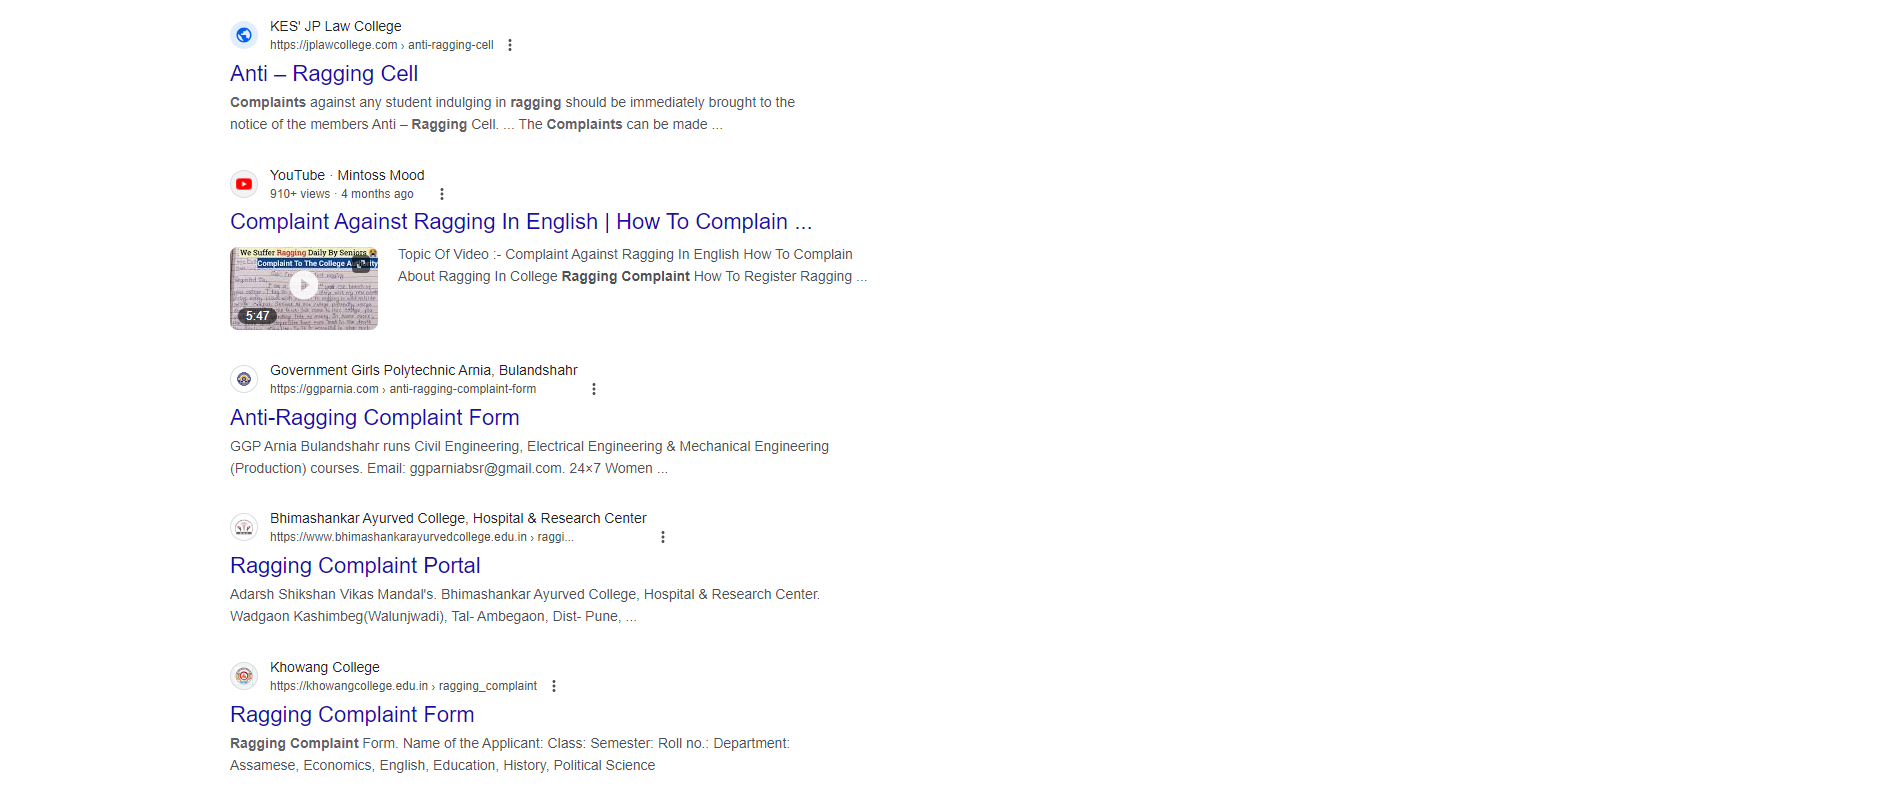 KES' JP Law College
https://jplawcollege.com › anti-ragging-cell
Anti – Ragging Cell
Complaints against any student indulging in ragging should be immediately brought to the
notice of the members Anti – Ragging Cell. ... The Complaints can be made ...
YouTube · Mintoss Mood
910+ views · 4 months ago
Complaint Against Ragging In English | How To Complain ...
We Suffer Ragging Daily By Seniors
Complaint To The College
5:47
Topic Of Video :- Complaint Against Ragging In English How To Complain
About Ragging In College Ragging Complaint How To Register Ragging ...
Government Girls Polytechnic Arnia, Bulandshahr
https://ggparnia.com › anti-ragging-complaint-form
Anti-Ragging Complaint Form
GGP Arnia Bulandshahr runs Civil Engineering, Electrical Engineering & Mechanical Engineering
(Production) courses. Email: ggparniabsr@gmail.com. 24×7 Women ...
Bhimashankar Ayurved College, Hospital & Research Center
https://www.bhimashankarayurvedcollege.edu.in › raggi...
Ragging Complaint Portal
Adarsh Shikshan Vikas Mandal's. Bhimashankar Ayurved College, Hospital & Research Center.
Wadgaon Kashimbeg(Walunjwadi), Tal- Ambegaon, Dist- Pune, ...
Khowang College
https://khowangcollege.edu.in › ragging_complaint
Ragging Complaint Form
Ragging Complaint Form. Name of the Applicant: Class: Semester: Roll no.: Department:
Assamese, Economics, English, Education, History, Political Science